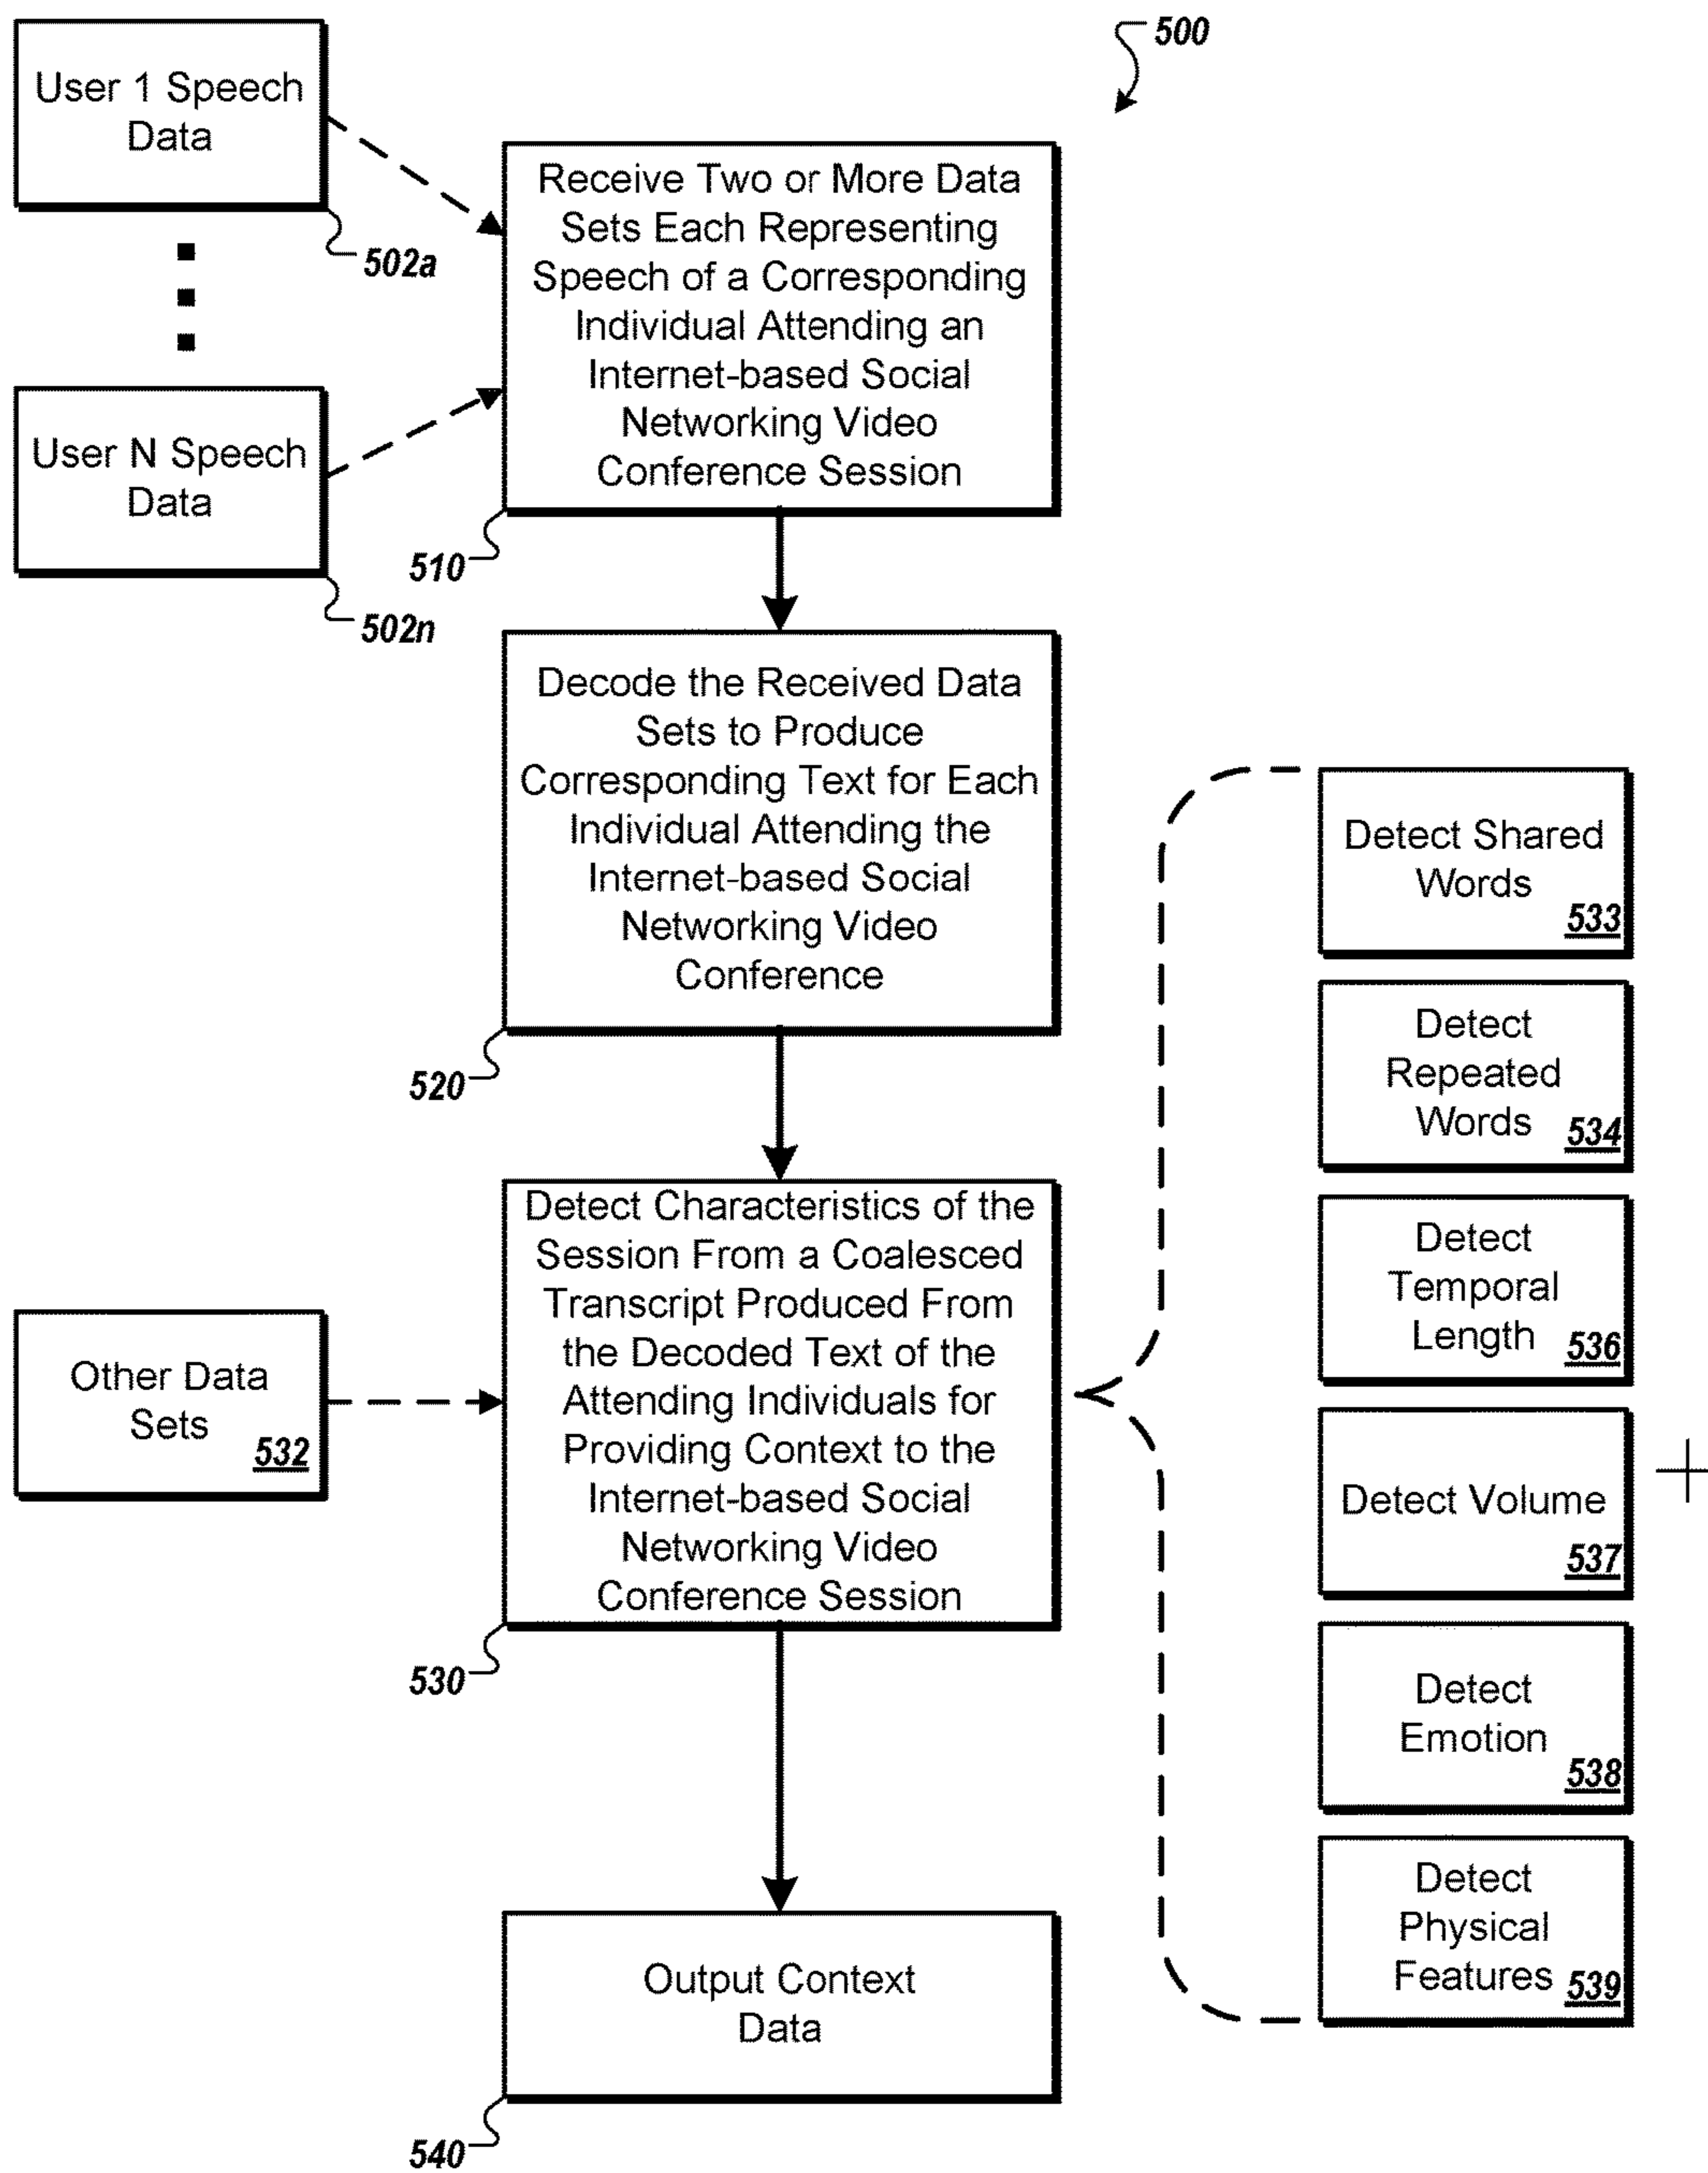 500
User 1 Speech
Data
502a
User N Speech
Data
502n
Receive Two or More Data
Sets Each Representing
Speech of a Corresponding
Individual Attending an
Internet-based Social
Networking Video
Conference Session
510
Decode the Received Data
Sets to Produce
Corresponding Text for Each
Individual Attending the
Internet-based Social
Networking Video
Conference
520
Other Data
Sets
532
Detect Characteristics of the
Session From a Coalesced
Transcript Produced From
the Decoded Text of the
Attending Individuals for
Providing Context to the
Internet-based Social
Networking Video
Conference Session
530
Detect Shared
Words
533
Detect
Repeated
Words
534
Detect
Temporal
Length
536
Detect Volume
537
Detect
Emotion
538
Detect
Physical
Features
539
Output Context
Data
540